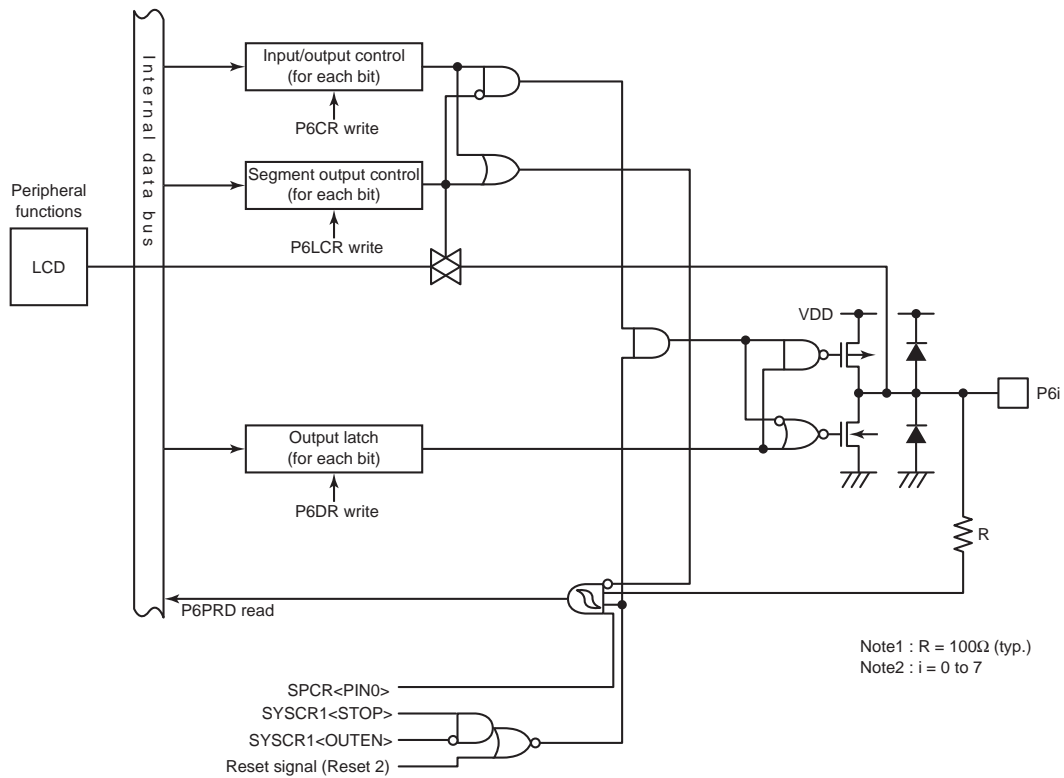 Internal data bus
Input/output control
(for each bit)
P6CR write
Segment output control
(for each bit)
P6LCR write
Peripheral
functions
LCD
VDD
P6i
Output latch
(for each bit)
P6DR write
R
P6PRD read
Note1 : R = 100Ω (typ.)
Note2 : i = 0 to 7
SPCR<PIN0>
SYSCR1<STOP>
SYSCR1<OUTEN>
Reset signal (Reset 2)